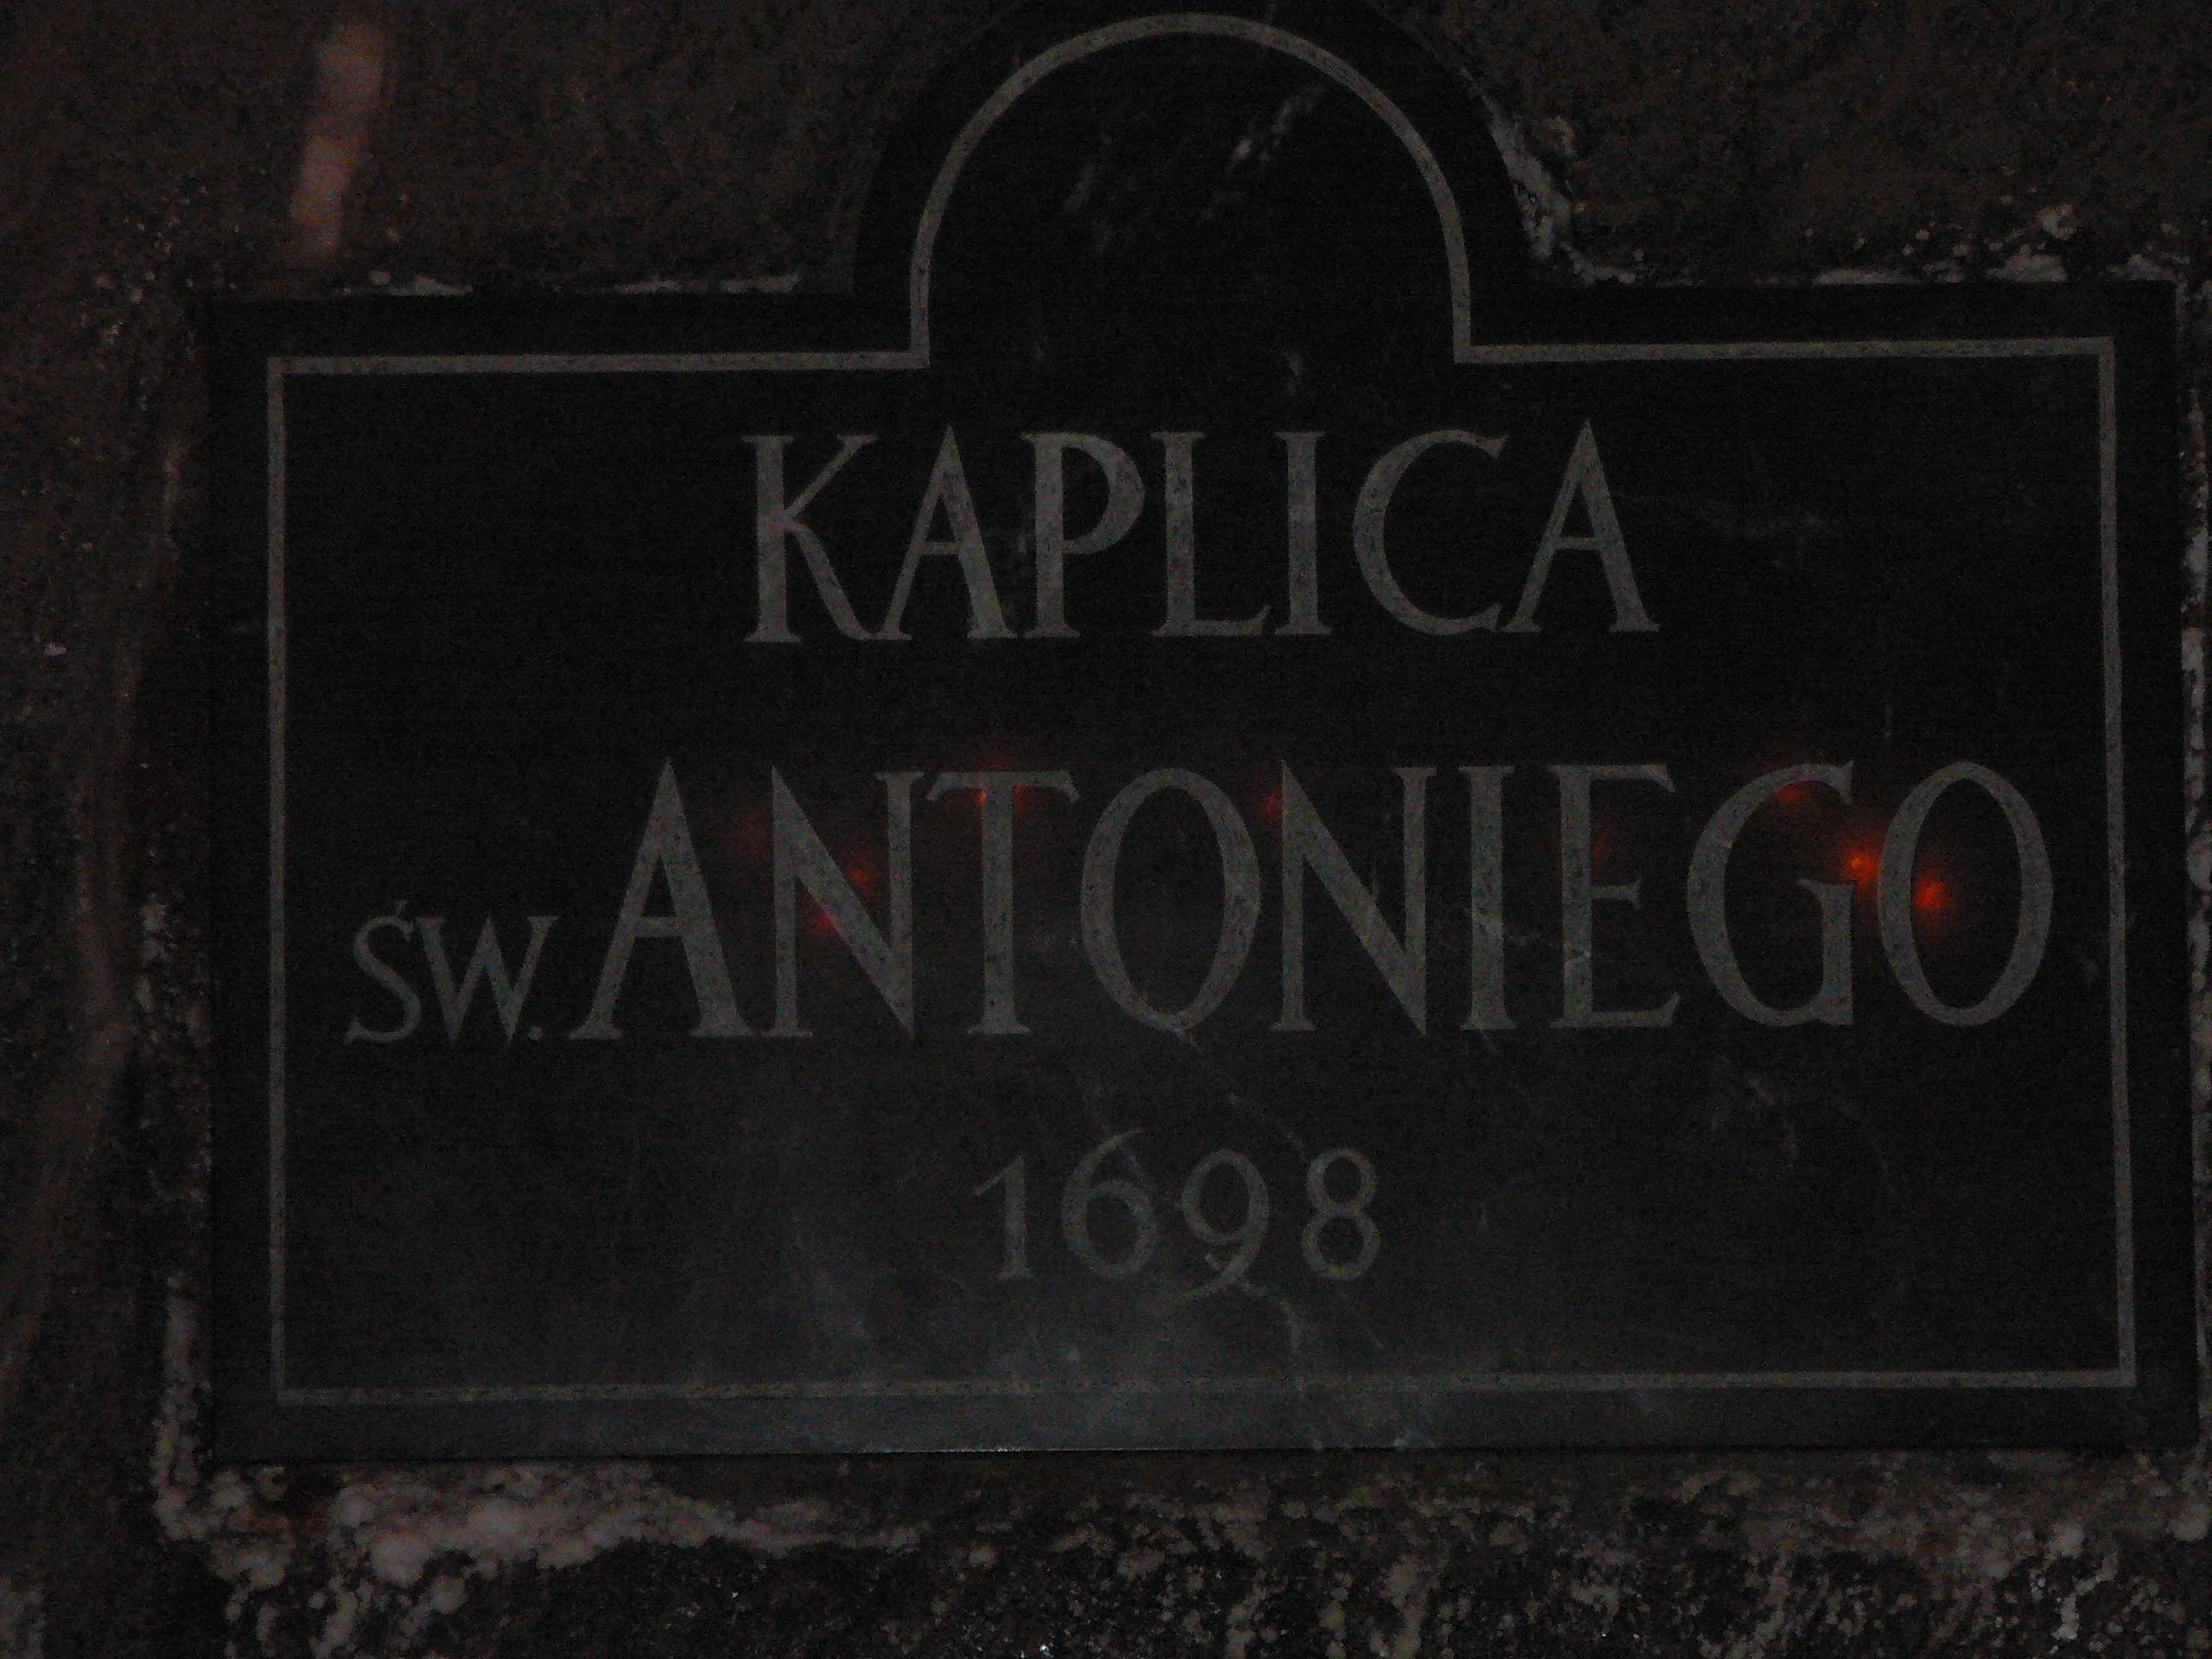 KAPLICA
ŚW. ANTONIEGO
1698